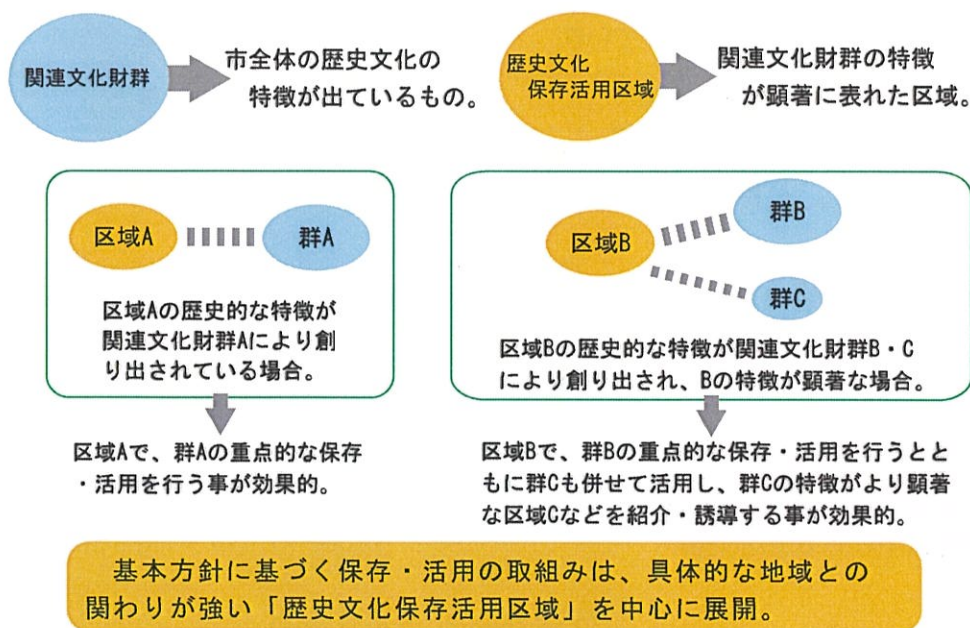 関連文化財群
市全体の歴史文化の
特徴が出ているもの。
歴史文化
保存活用区域
関連文化財群の特徴
が顕著に表れた区域。
区域A
群A
区域Aの歴史的な特徴が
関連文化財群Aにより創
り出されている場合。
区域B
群B
群C
区域Bの歴史的な特徴が関連文化財群B・C
により創り出され、Bの特徴が顕著な場合。
区域Aで、群Aの重点的な保存
・活用を行う事が効果的。
区域Bで、群Bの重点的な保存・活用を行うとと
もに群Cも併せて活用し、群Cの特徴がより顕著
な区域Cなどを紹介・誘導する事が効果的。
基本方針に基づく保存・活用の取組みは、具体的な地域との
関わりが強い「歴史文化保存活用区域」を中心に展開。